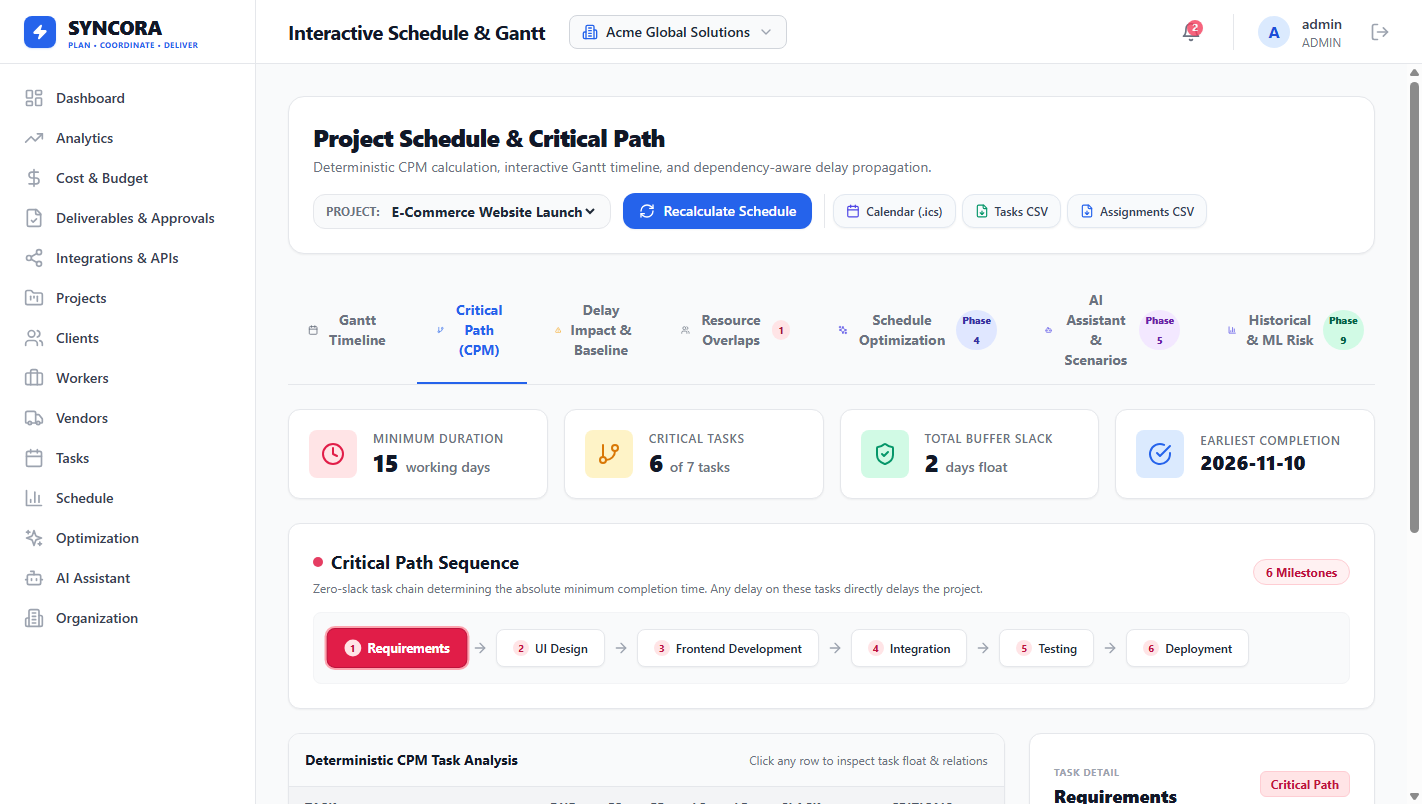 SYNCORA
PLAN • COORDINATE • DELIVER
Interactive Schedule & Gantt
Acme Global Solutions
2
A
admin
ADMIN
Dashboard
Analytics
Cost & Budget
Deliverables & Approvals
Integrations & APIs
Projects
Clients
Workers
Vendors
Tasks
Schedule
Optimization
AI Assistant
Organization
Project Schedule & Critical Path
Deterministic CPM calculation, interactive Gantt timeline, and dependency-aware delay propagation.
PROJECT: E-Commerce Website Launch
Recalculate Schedule
Calendar (.ics)
Tasks CSV
Assignments CSV
Gantt
Timeline
Critical
Path
(CPM)
Delay
Impact &
Baseline
Resource
Overlaps
1
Schedule
Optimization
Phase
4
AI
Assistant
&
Scenarios
Phase
5
Historical
& ML Risk
Phase
9
MINIMUM DURATION
15 working days
CRITICAL TASKS
6 of 7 tasks
TOTAL BUFFER SLACK
2 days float
EARLIEST COMPLETION
2026-11-10
Critical Path Sequence
Zero-slack task chain determining the absolute minimum completion time. Any delay on these tasks directly delays the project.
6 Milestones
1 Requirements
2 UI Design
3 Frontend Development
4 Integration
5 Testing
6 Deployment
Deterministic CPM Task Analysis
Click any row to inspect task float & relations
TASK DETAIL
Requirements
Critical Path